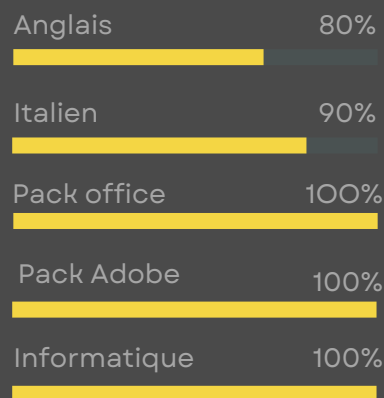 Anglais 80%
Italien 90%
Pack office 100%
Pack Adobe 100%
Informatique 100%